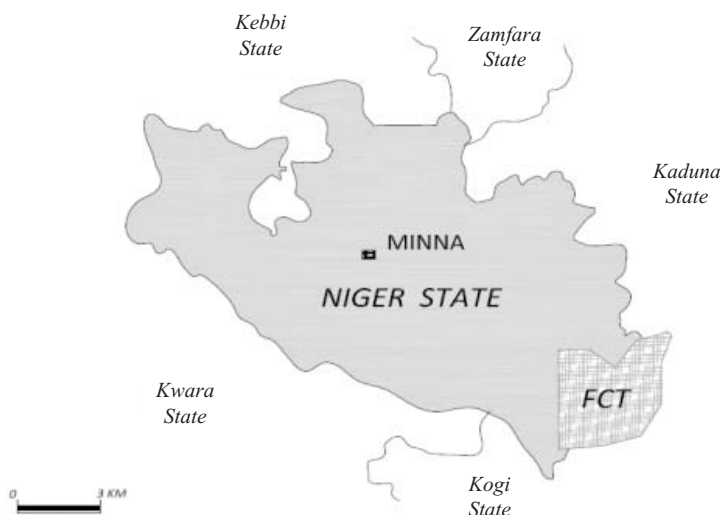 Kebbi
State
Zamfara
State
Kaduna
State
MINNA
NIGER STATE
Kwara
State
FCT
Kogi
State
0 3 KM